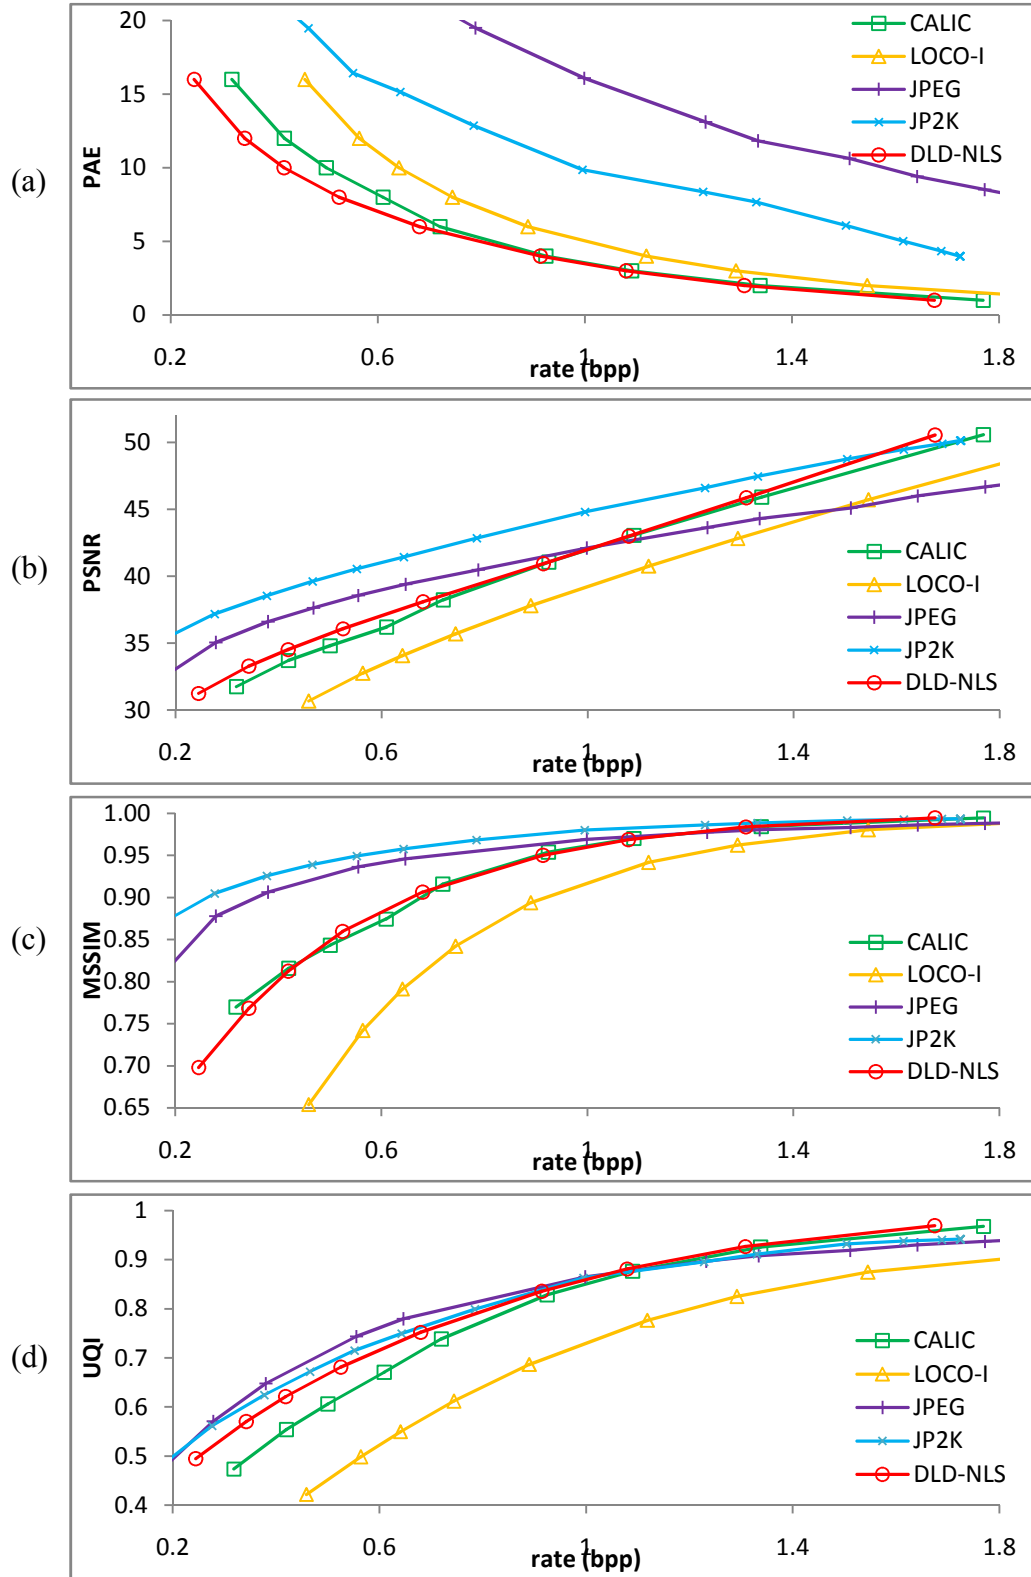 (a)
PAE
20
15
10
5
0
0.2 0.6 1 1.4 1.8
rate (bpp)
CALIC
LOCO-I
JPEG
JP2K
DLD-NLS
(b)
PSNR
50
45
40
35
30
0.2 0.6 1 1.4 1.8
rate (bpp)
CALIC
LOCO-I
JPEG
JP2K
DLD-NLS
(c)
MSSIM
1.00
0.95
0.90
0.85
0.80
0.75
0.70
0.65
0.2 0.6 1 1.4 1.8
rate (bpp)
CALIC
LOCO-I
JPEG
JP2K
DLD-NLS
(d)
UQI
1
0.9
0.8
0.7
0.6
0.5
0.4
0.2 0.6 1 1.4 1.8
rate (bpp)
CALIC
LOCO-I
JPEG
JP2K
DLD-NLS